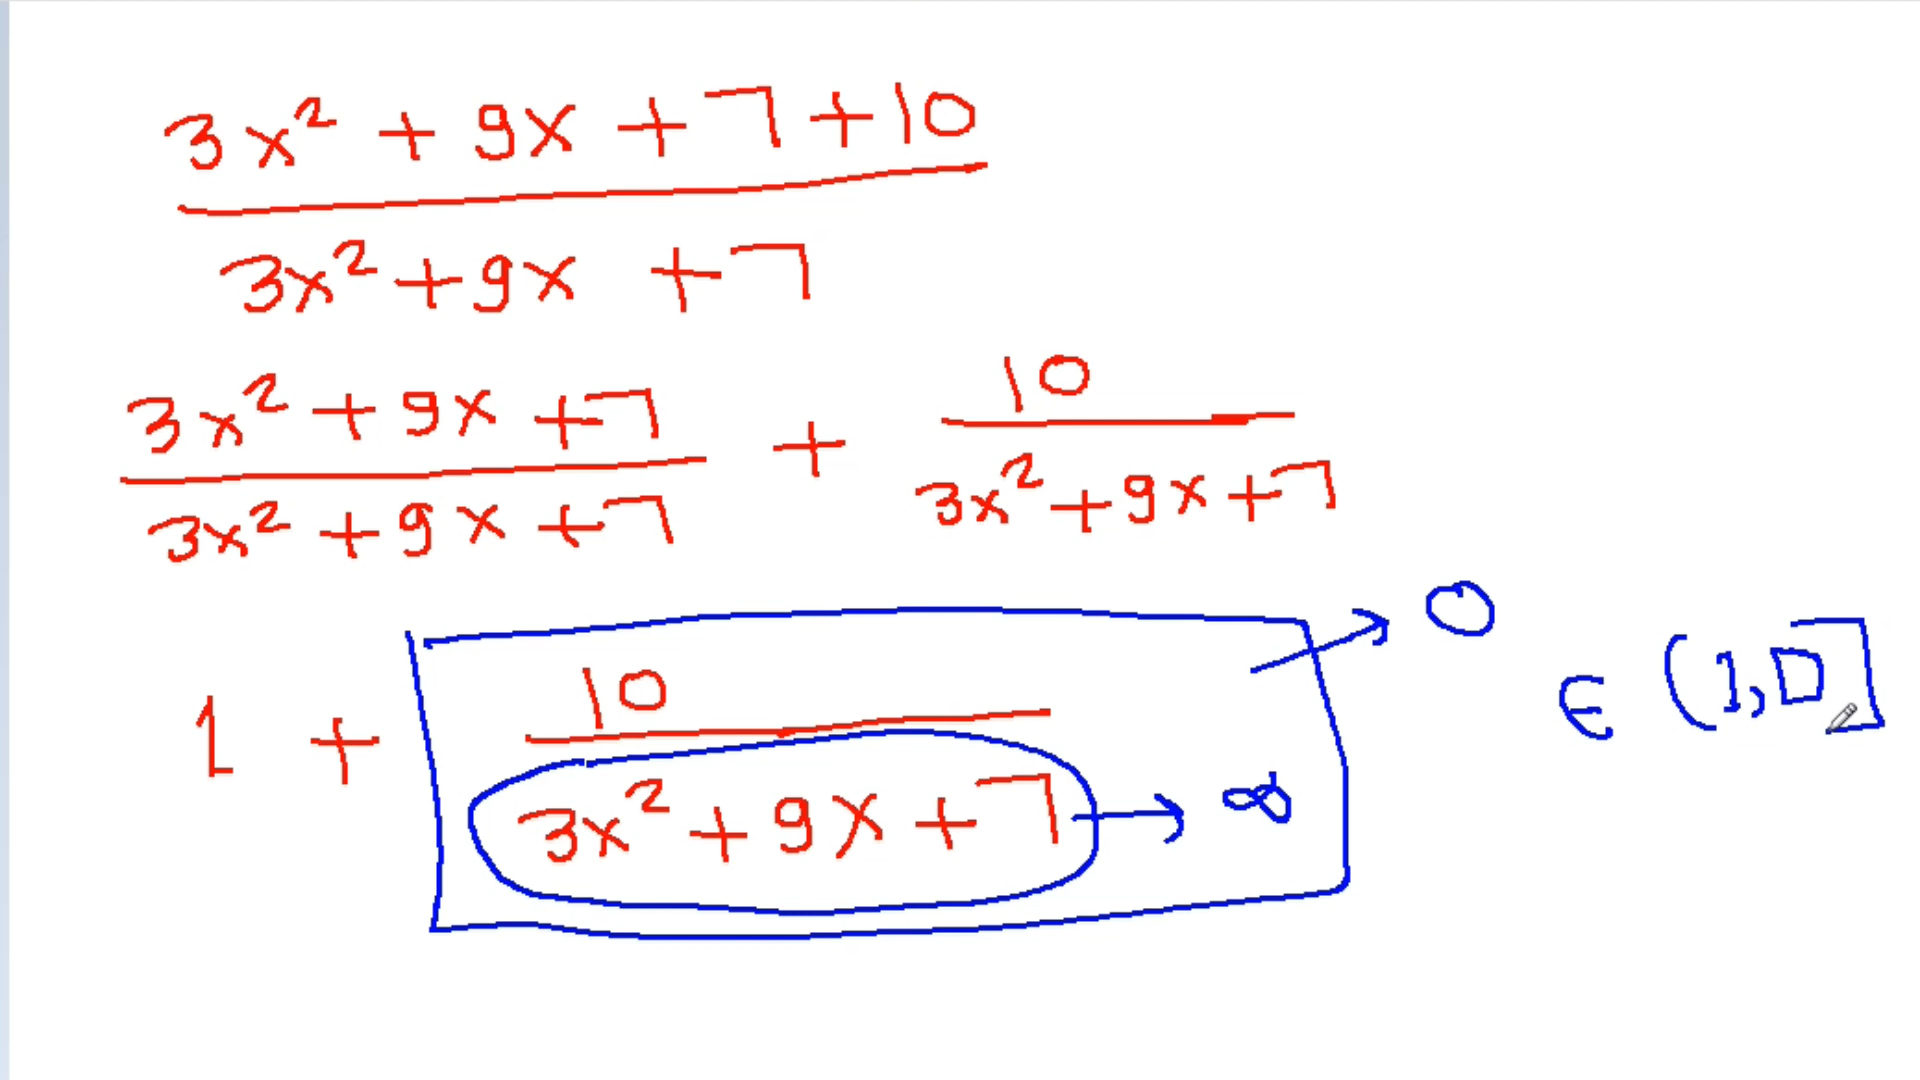 3x² + 9x + 7 + 10
3x² + 9x + 7
3x² + 9x + 7 + 10
3x² + 9x + 7 3x² + 9x + 7
1 + 10 → 0 ∈ (1, ]
3x² + 9x + 7 → ∞